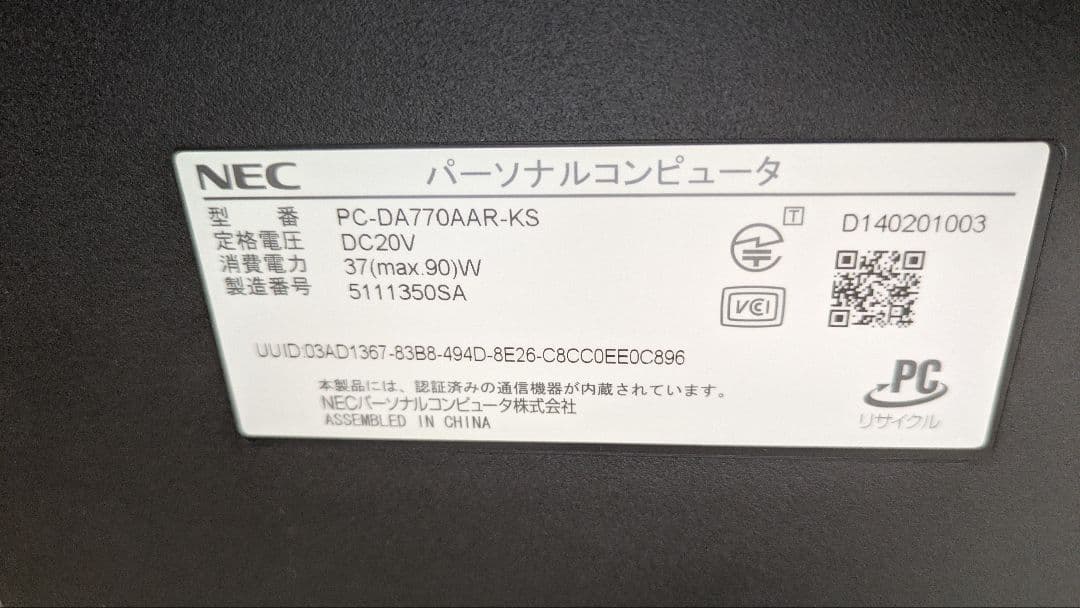 NEC パーソナルコンピュータ
型 番 PC-DA770AAR-KS
定格電圧 DC20V
消費電力 37(max.90)W
製造番号 5111350SA
T D140201003
VCI
UUID:03AD1367-83B8-494D-8E26-C8CC0EE0C896
本製品には、認証済みの通信機器が内蔵されています。
NECパーソナルコンピュータ株式会社
ASSEMBLED IN CHINA
PC
リサイクル